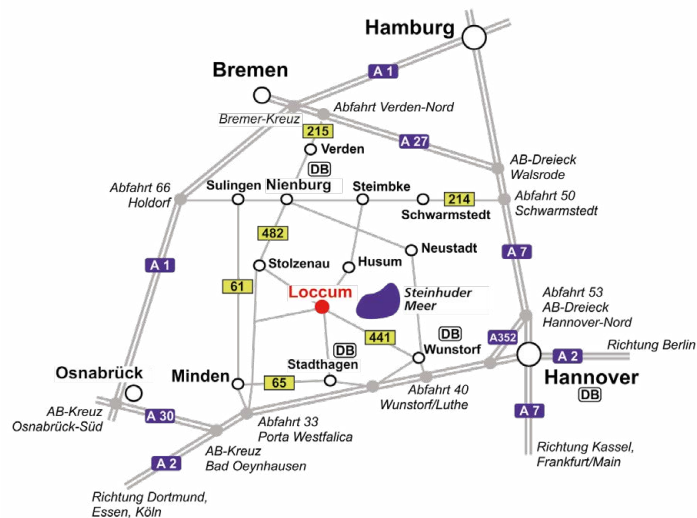 Hamburg
A 1
Bremen
Abfahrt Verden-Nord
Bremer-Kreuz
215
A 27
Verden
DB
AB-Dreieck
Walsrode
Abfahrt 66
Holdorf
Sulingen
Nienburg
Steimbke
214
Schwarmstedt
Abfahrt 50
Schwarmstedt
482
Neustadt
A 7
A 1
Stolzenau
Husum
61
Loccum
Steinhuder
Meer
Abfahrt 53
AB-Dreieck
Hannover-Nord
441
DB
A352
Richtung Berlin
DB
Stadthagen
Wunstorf
A 2
Osnabrück
Minden
65
Hannover
DB
Abfahrt 40
Wunstorf/Luthe
AB-Kreuz
Osnabrück-Süd
A 30
Abfahrt 33
Porta Westfalica
A 7
AB-Kreuz
Bad Oeynhausen
A 2
Richtung Kassel,
Frankfurt/Main
Richtung Dortmund,
Essen, Köln